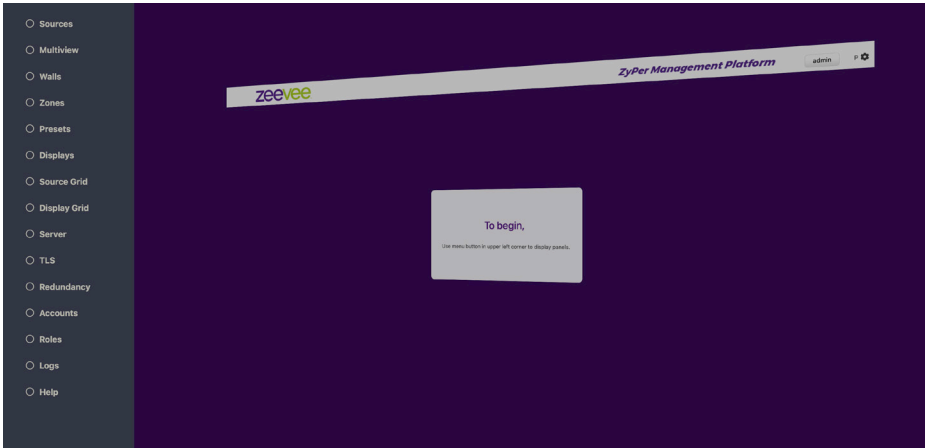 Sources
Multiview
Walls
Zones
Presets
Displays
Source Grid
Display Grid
Server
TLS
Redundancy
Accounts
Roles
Logs
Help
zeevee
ZyPer Management Platform
admin
P
To begin,
Use menu button in upper left corner to display panels.